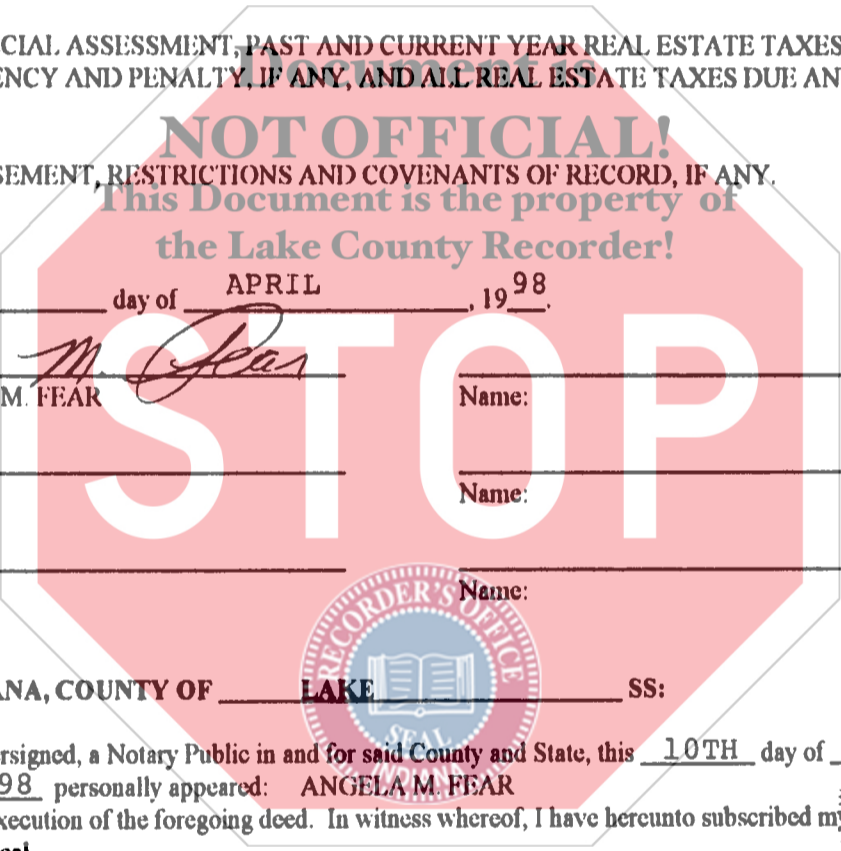 CIAL ASSESSMENT, PAST AND CURRENT YEAR REAL ESTATE TAXES
Document is
ENCY AND PENALTY, IF ANY, AND ALL REAL ESTATE TAXES DUE AN
NOT OFFICIAL!
SEMENT, RESTRICTIONS AND COVENANTS OF RECORD, IF ANY.
This Document is the property of
the Lake County Recorder!
day of APRIL, 19 98.
STOP
M. Fear
M. FEAR Name:
Name:
Name:
RECORDER'S OFFICE
SEAL
INDIANA
ANA, COUNTY OF LAKE SS:
rsigned, a Notary Public in and for said County and State, this 10TH day of
98 personally appeared: ANGELA M. FEAR
xecution of the foregoing deed. In witness whereof, I have hereunto subscribed my